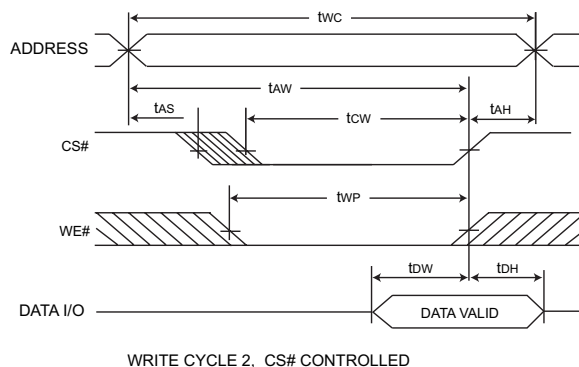 tWC
ADDRESS
tAW
tAS
tCW
tAH
CS#
tWP
WE#
tDW
tDH
DATA I/O
DATA VALID
WRITE CYCLE 2, CS# CONTROLLED